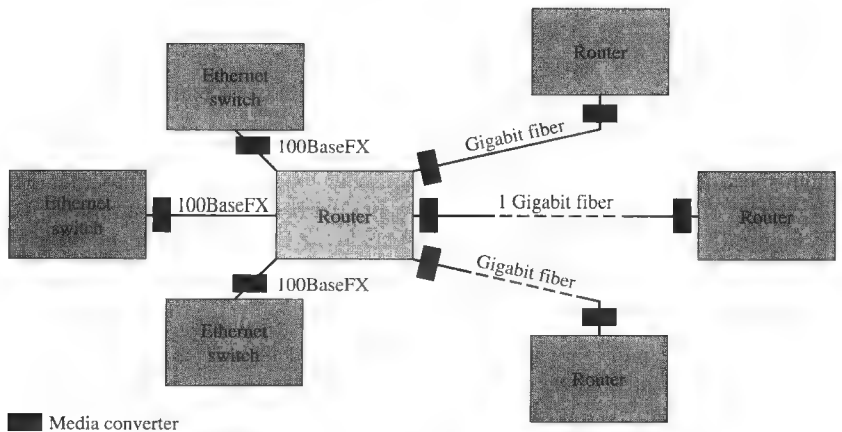 Router
Ethernet
switch
Gigabit fiber
100BaseFX
Ethernet
switch
100BaseFX
Router
1 Gigabit fiber
Router
100BaseFX
Gigabit fiber
Ethernet
switch
Router
Media converter